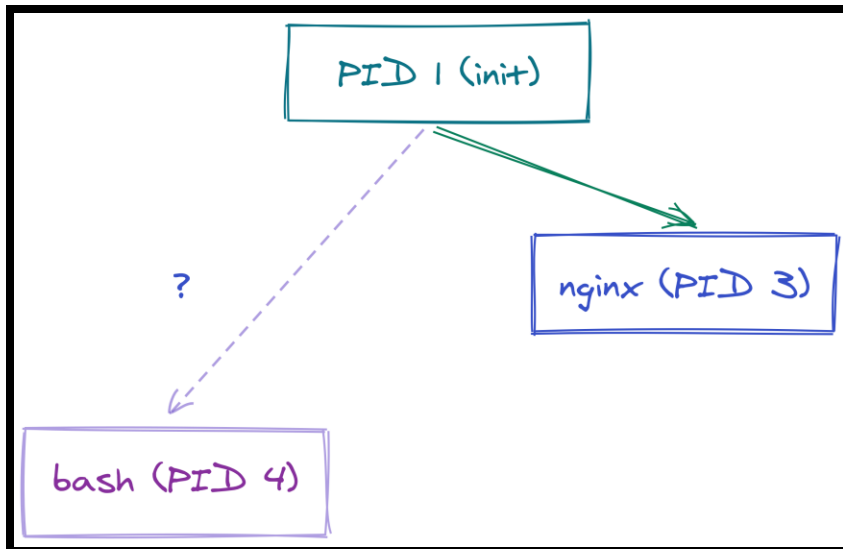 PID 1 (init)
nginx (PID 3)
?
bash (PID 4)